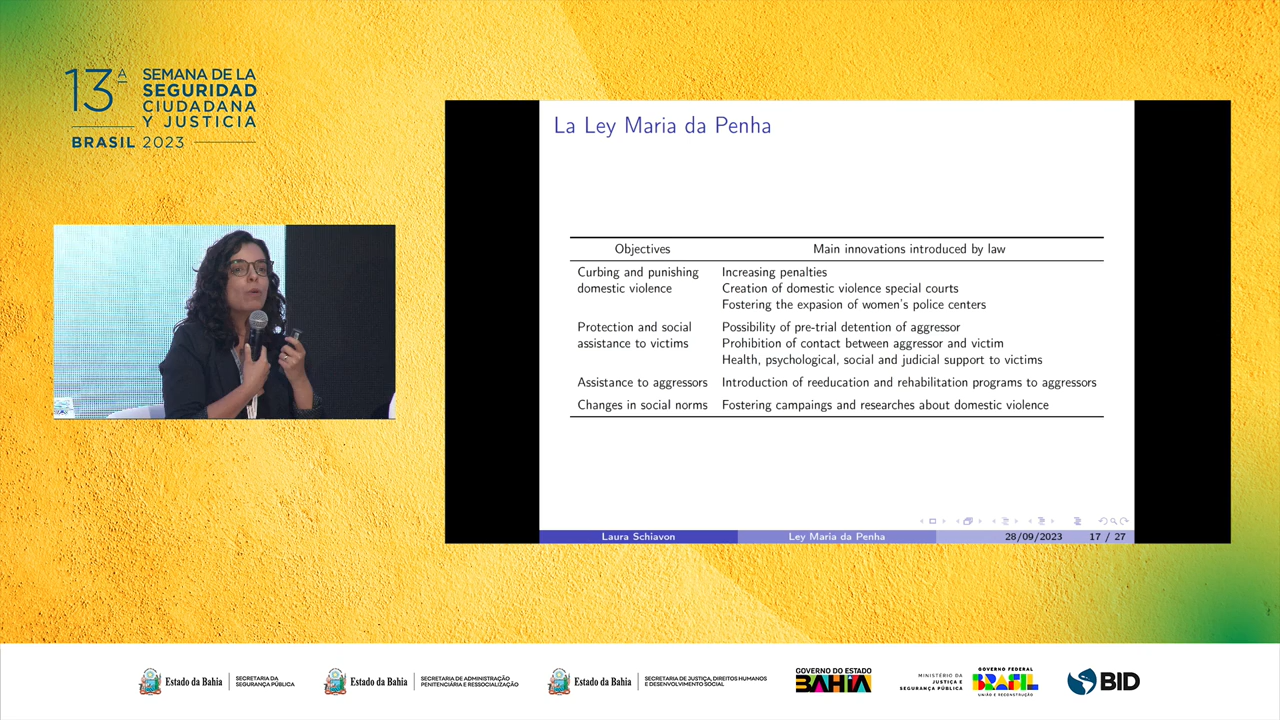 13ª
SEMANA DE LA
SEGURIDAD
CIUDADANA
Y JUSTICIA
BRASIL 2023
La Ley Maria da Penha
Objectives Main innovations introduced by law
Curbing and punishing Increasing penalties
domestic violence Creation of domestic violence special courts
Fostering the expasion of women's police centers
Protection and social Possibility of pre-trial detention of aggressor
assistance to victims Prohibition of contact between aggressor and victim
Health, psychological, social and judicial support to victims
Assistance to aggressors Introduction of reeducation and rehabilitation programs to aggressors
Changes in social norms Fostering campaings and researches about domestic violence
Laura Schiavon Ley Maria da Penha 28/09/2023 17 / 27
Estado da Bahia
SECRETARIA DA
SEGURANÇA PÚBLICA
Estado da Bahia
SECRETARIA DE ADMINISTRAÇÃO
PENITENCIÁRIA E RESSOCIALIZAÇÃO
Estado da Bahia
SECRETARIA DE JUSTIÇA, DIREITOS HUMANOS
E DESENVOLVIMENTO SOCIAL
GOVERNO DO ESTADO
BAHIA
MINISTÉRIO DA
JUSTIÇA E
SEGURANÇA PÚBLICA
GOVERNO FEDERAL
BRASIL
UNIÃO E RECONSTRUÇÃO
BID